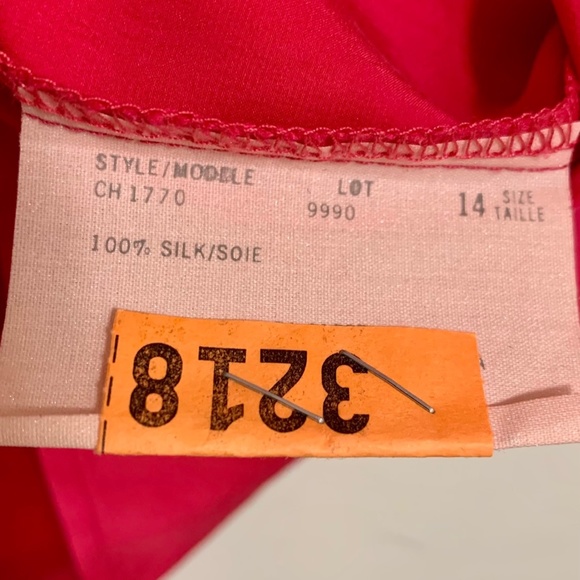 STYLE/MODELE LOT 14 SIZE
CH 1770 9990 TAILLE
100% SILK/SOIE
3218